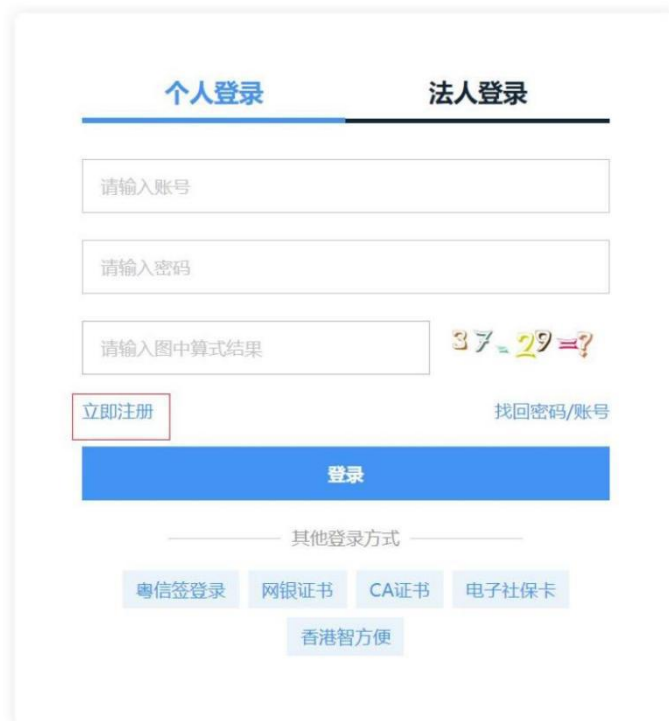 个人登录 法人登录
请输入账号
请输入密码
请输入图中算式结果 37-29=?
立即注册 找回密码/账号
登录
其他登录方式
粤信签登录 网银证书 CA证书 电子社保卡
香港智方便